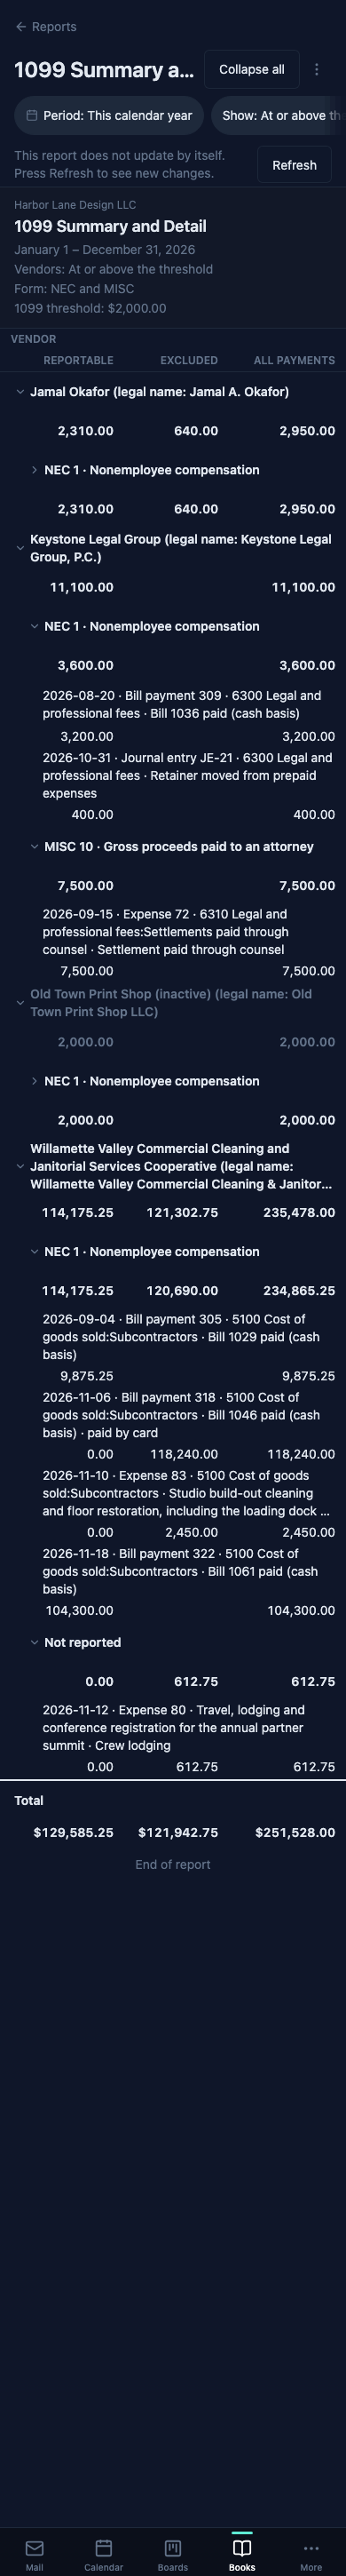 Reports
1099 Summary a...
Collapse all
Period: This calendar year
Show: At or above th
This report does not update by itself.
Press Refresh to see new changes.
Refresh
Harbor Lane Design LLC
1099 Summary and Detail
January 1 – December 31, 2026
Vendors: At or above the threshold
Form: NEC and MISC
1099 threshold: $2,000.00
VENDOR
REPORTABLE EXCLUDED ALL PAYMENTS
Jamal Okafor (legal name: Jamal A. Okafor)
2,310.00 640.00 2,950.00
NEC 1 · Nonemployee compensation
2,310.00 640.00 2,950.00
Keystone Legal Group (legal name: Keystone Legal
Group, P.C.)
11,100.00 11,100.00
NEC 1 · Nonemployee compensation
3,600.00 3,600.00
2026-08-20 · Bill payment 309 · 6300 Legal and
professional fees · Bill 1036 paid (cash basis)
3,200.00 3,200.00
2026-10-31 · Journal entry JE-21 · 6300 Legal and
professional fees · Retainer moved from prepaid
expenses
400.00 400.00
MISC 10 · Gross proceeds paid to an attorney
7,500.00 7,500.00
2026-09-15 · Expense 72 · 6310 Legal and
professional fees:Settlements paid through
counsel · Settlement paid through counsel
7,500.00 7,500.00
Old Town Print Shop (inactive) (legal name: Old
Town Print Shop LLC)
2,000.00 2,000.00
NEC 1 · Nonemployee compensation
2,000.00 2,000.00
Willamette Valley Commercial Cleaning and
Janitorial Services Cooperative (legal name:
Willamette Valley Commercial Cleaning & Janitor...
114,175.25 121,302.75 235,478.00
NEC 1 · Nonemployee compensation
114,175.25 120,690.00 234,865.25
2026-09-04 · Bill payment 305 · 5100 Cost of
goods sold:Subcontractors · Bill 1029 paid (cash
basis)
9,875.25 9,875.25
2026-11-06 · Bill payment 318 · 5100 Cost of
goods sold:Subcontractors · Bill 1046 paid (cash
basis) · paid by card
0.00 118,240.00 118,240.00
2026-11-10 · Expense 83 · 5100 Cost of goods
sold:Subcontractors · Studio build-out cleaning
and floor restoration, including the loading dock ...
0.00 2,450.00 2,450.00
2026-11-18 · Bill payment 322 · 5100 Cost of
goods sold:Subcontractors · Bill 1061 paid (cash
basis)
104,300.00 104,300.00
Not reported
0.00 612.75 612.75
2026-11-12 · Expense 80 · Travel, lodging and
conference registration for the annual partner
summit · Crew lodging
0.00 612.75 612.75
Total
$129,585.25 $121,942.75 $251,528.00
End of report
Mail Calendar Boards Books More